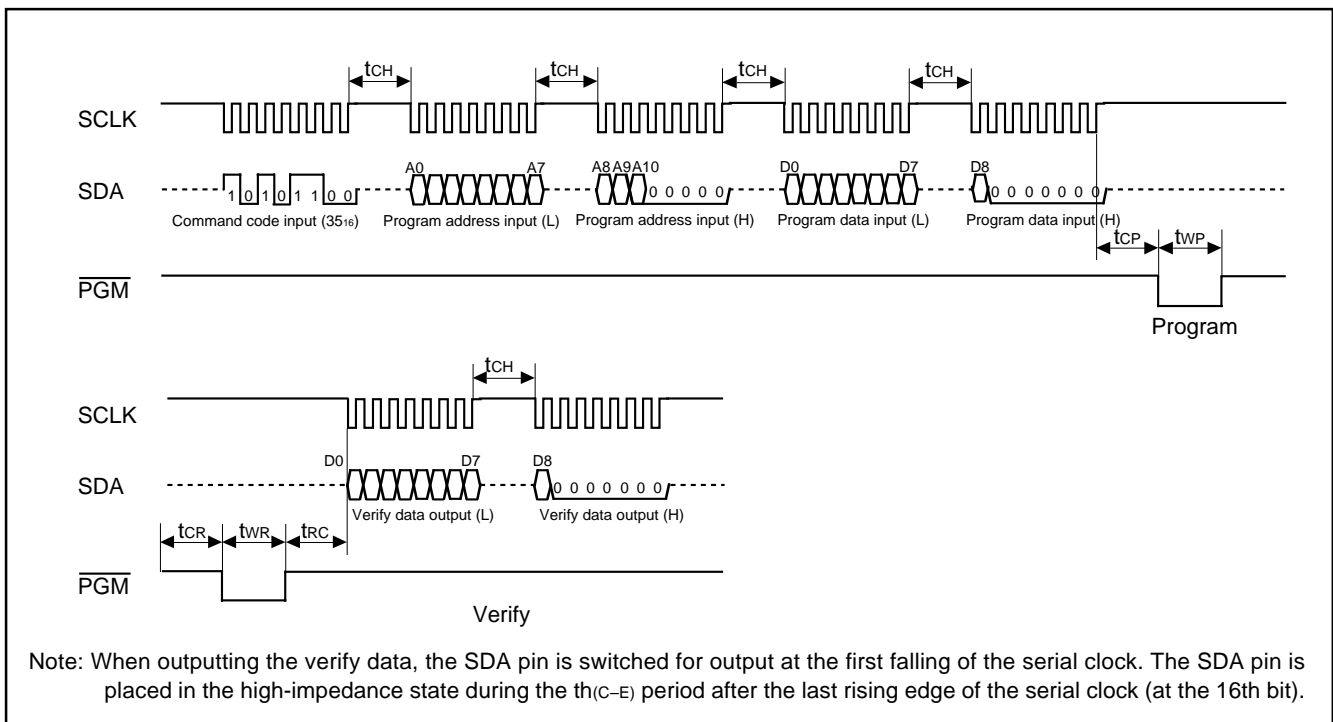 tCH tCH tCH tCH
SCLK
A0 A7 A8 A9 A10 D0 D7 D8
SDA
1 0 1 0 1 1 0 0 0 0 0 0 0 0 0 0 0 0 0 0
Command code input (35₁₆) Program address input (L) Program address input (H) Program data input (L) Program data input (H)
tCP tWP
PGM
Program
tCH
SCLK
D0 D7 D8
SDA
0 0 0 0 0 0 0
Verify data output (L) Verify data output (H)
tCR tWR tRC
PGM
Verify
Note: When outputting the verify data, the SDA pin is switched for output at the first falling of the serial clock. The SDA pin is
placed in the high-impedance state during the th(C–E) period after the last rising edge of the serial clock (at the 16th bit).